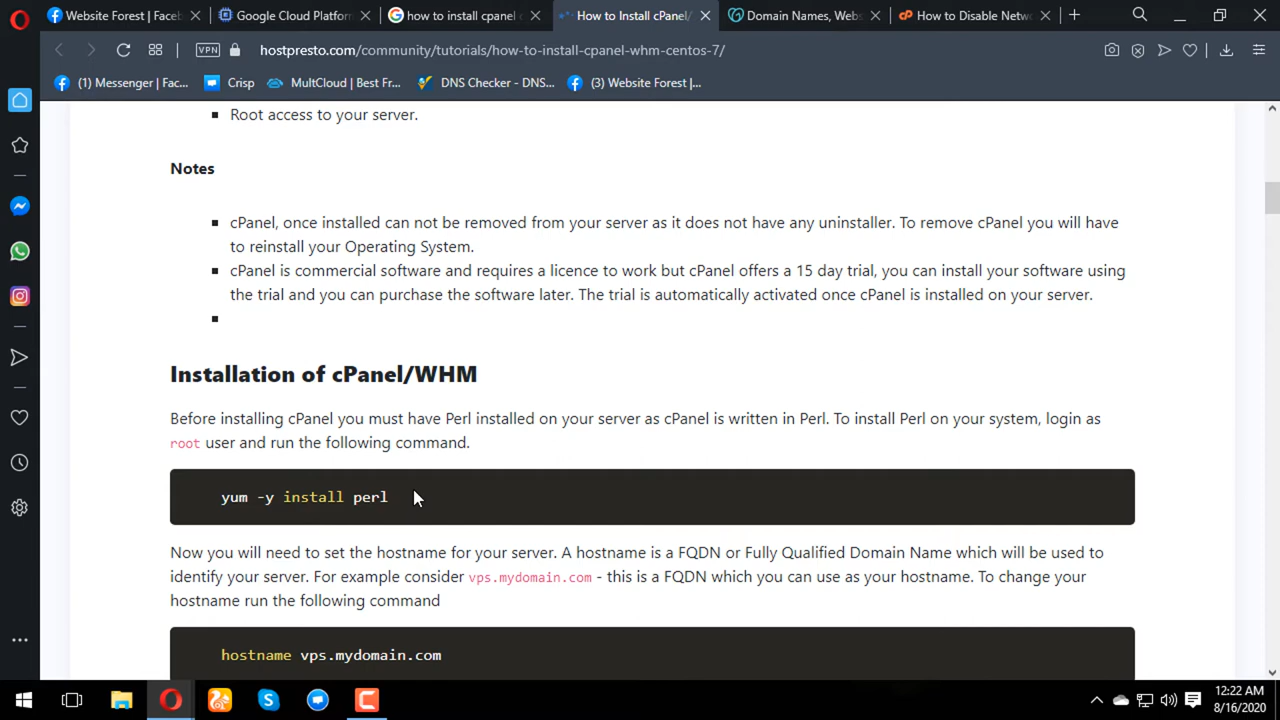 Website Forest | Faceb
Google Cloud Platforn
how to install cpanel c
How to Install cPanel/
Domain Names, Webs
How to Disable Netw
VPN
hostpresto.com/community/tutorials/how-to-install-cpanel-whm-centos-7/
(1) Messenger | Fac...
Crisp
MultCloud | Best Fr...
DNS Checker - DNS...
(3) Website Forest |...
Root access to your server.
Notes
cPanel, once installed can not be removed from your server as it does not have any uninstaller. To remove cPanel you will have
to reinstall your Operating System.
cPanel is commercial software and requires a licence to work but cPanel offers a 15 day trial, you can install your software using
the trial and you can purchase the software later. The trial is automatically activated once cPanel is installed on your server.
Installation of cPanel/WHM
Before installing cPanel you must have Perl installed on your server as cPanel is written in Perl. To install Perl on your system, login as
root user and run the following command.
yum -y install perl
Now you will need to set the hostname for your server. A hostname is a FQDN or Fully Qualified Domain Name which will be used to
identify your server. For example consider vps.mydomain.com - this is a FQDN which you can use as your hostname. To change your
hostname run the following command
hostname vps.mydomain.com
12:22 AM
8/16/2020